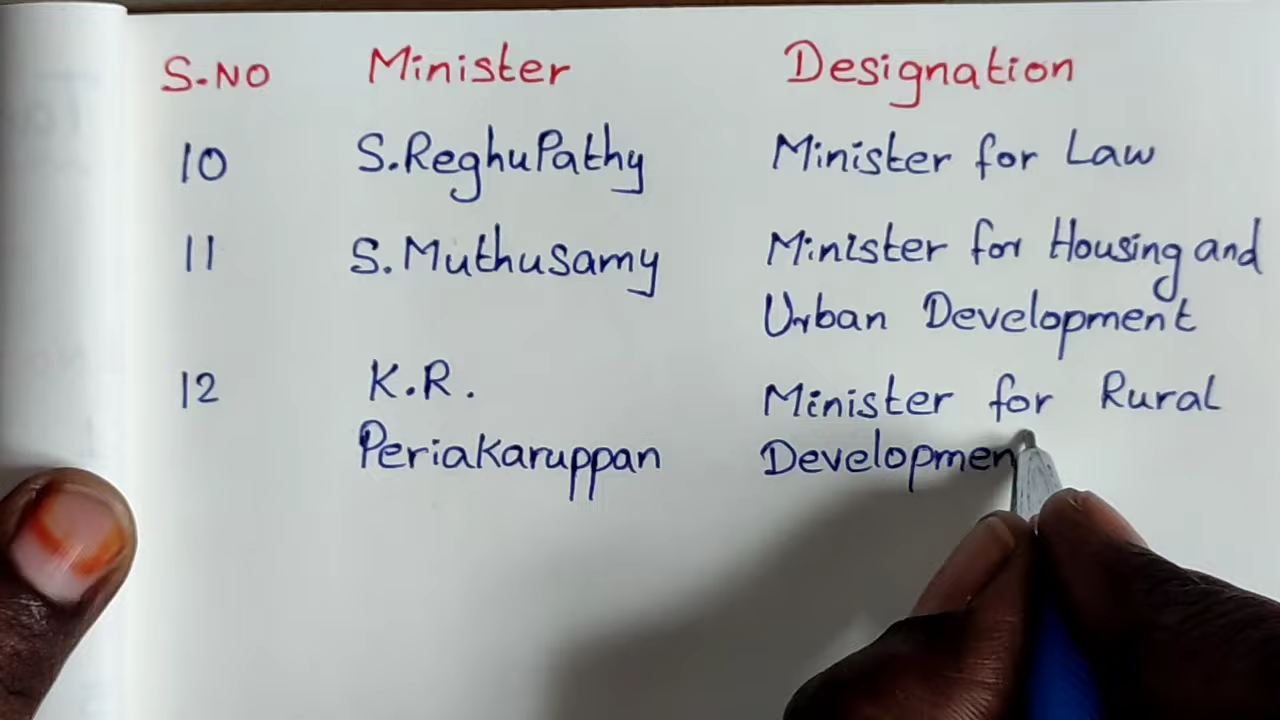 S.NO Minister Designation
10 S.ReghuPathy Minister for Law
11 S.Muthusamy Minister for Housing and
Urban Development
12 K.R. Minister for Rural
Periakaruppan Developmen